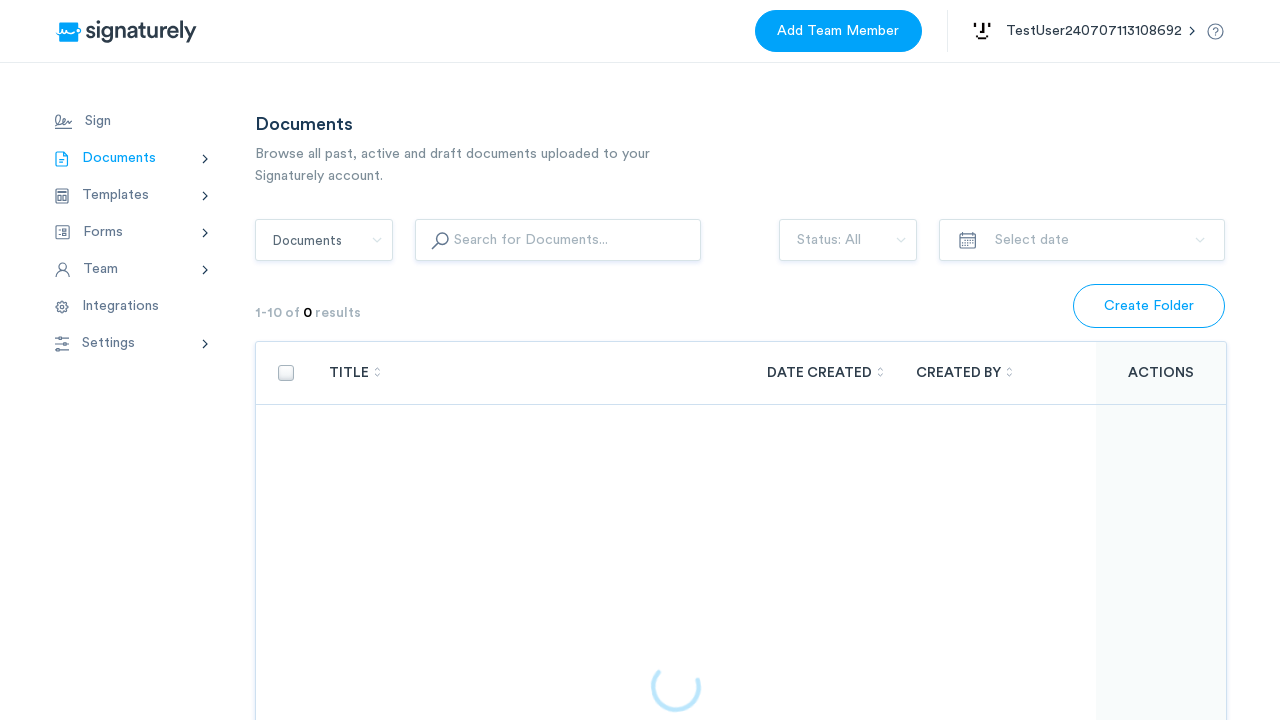 signaturely
Add Team Member
TestUser240707113108692
Sign
Documents
Templates
Forms
Team
Integrations
Settings
Documents
Browse all past, active and draft documents uploaded to your
Signaturely account.
Documents
Search for Documents...
Status: All
Select date
1-10 of 0 results
Create Folder
TITLE
DATE CREATED
CREATED BY
ACTIONS